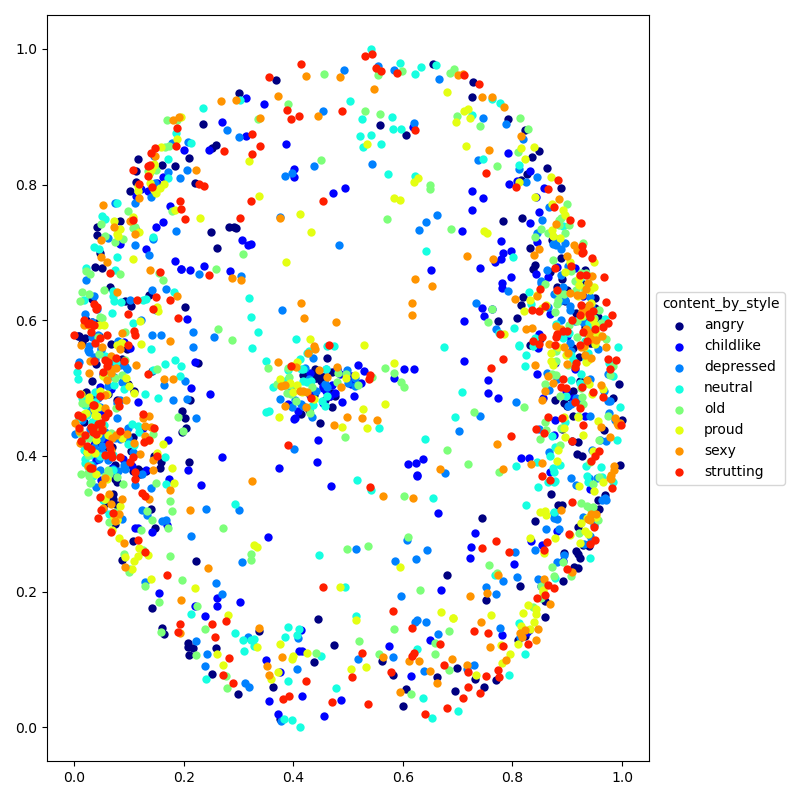 1.0
0.8
0.6
0.4
0.2
0.0
0.0 0.2 0.4 0.6 0.8 1.0
content_by_style
angry
childlike
depressed
neutral
old
proud
sexy
strutting